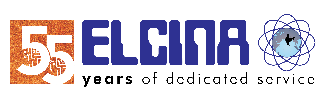 55 ELCINA
years of dedicated service